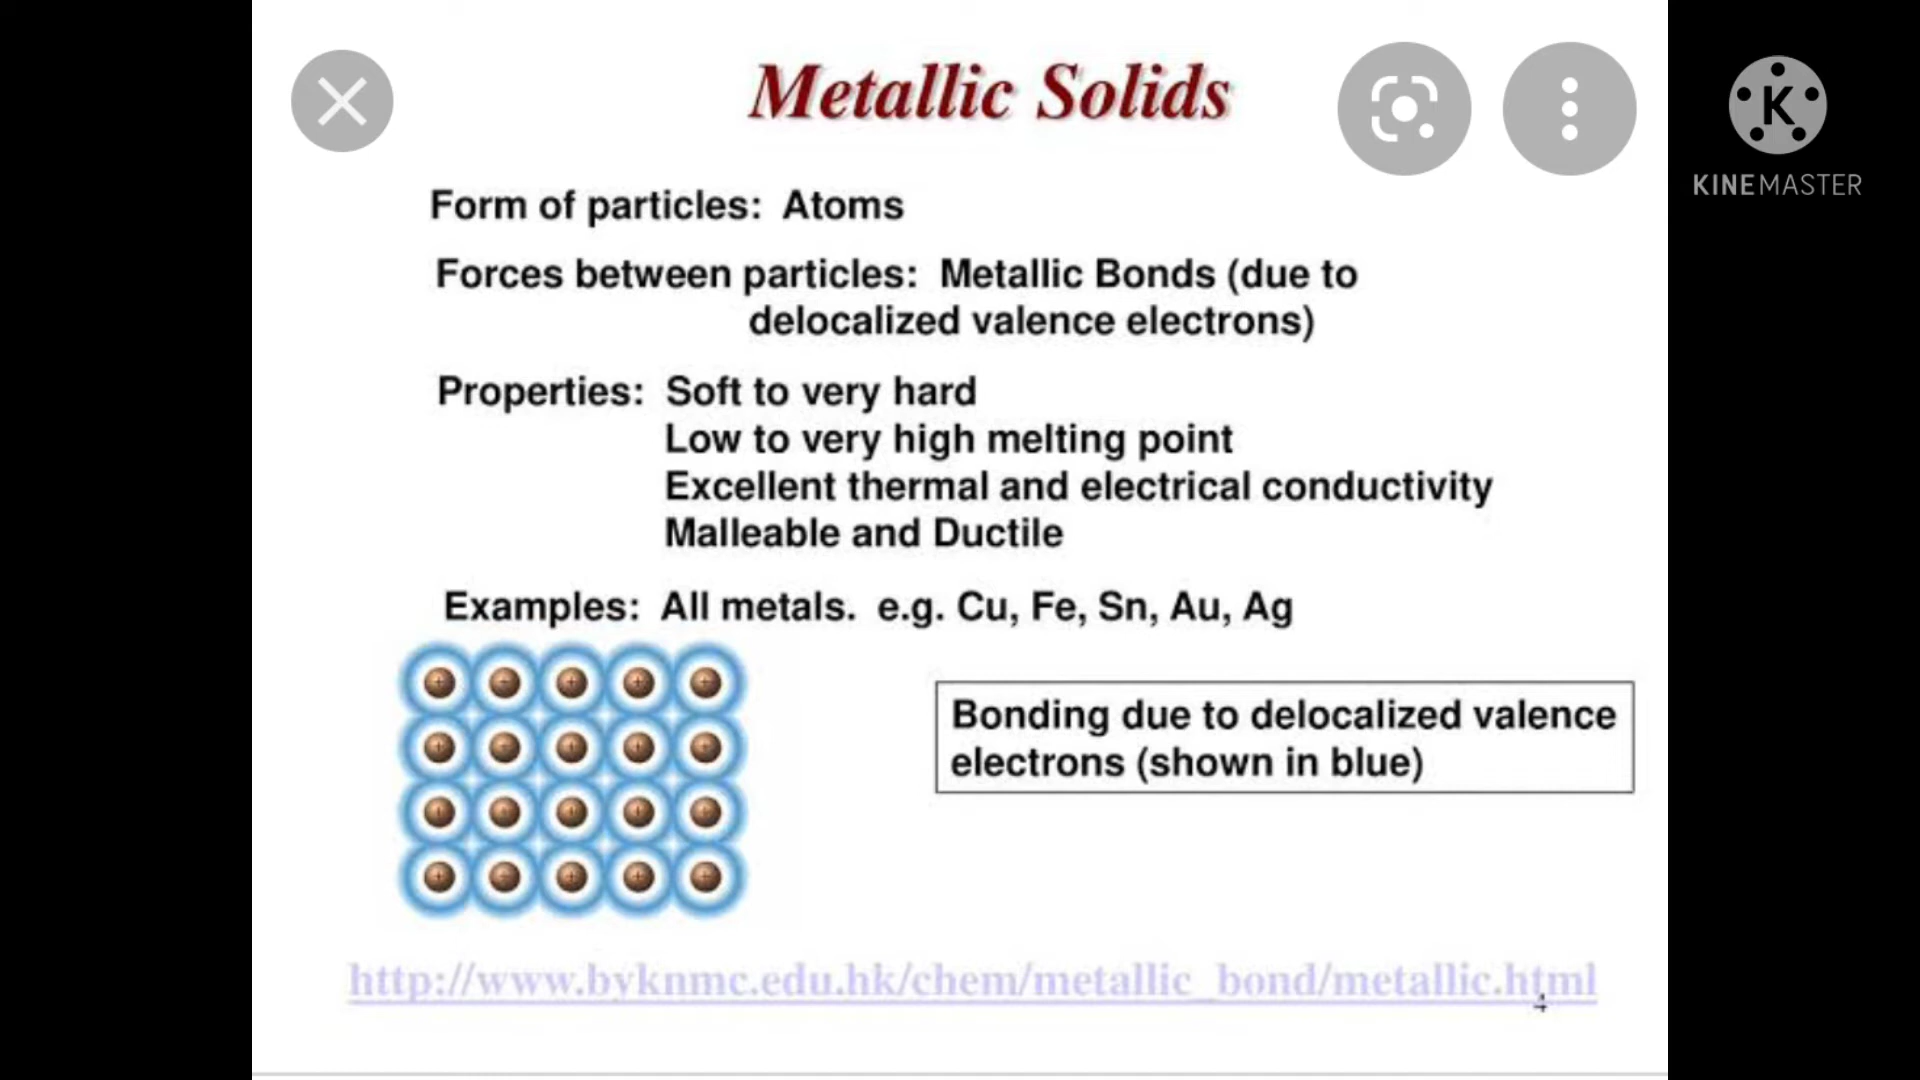 Metallic Solids
K
KINEMASTER
Form of particles: Atoms
Forces between particles: Metallic Bonds (due to
delocalized valence electrons)
Properties: Soft to very hard
Low to very high melting point
Excellent thermal and electrical conductivity
Malleable and Ductile
Examples: All metals. e.g. Cu, Fe, Sn, Au, Ag
Bonding due to delocalized valence
electrons (shown in blue)
http://www.byknmc.edu.hk/chem/metallic_bond/metallic.html
4